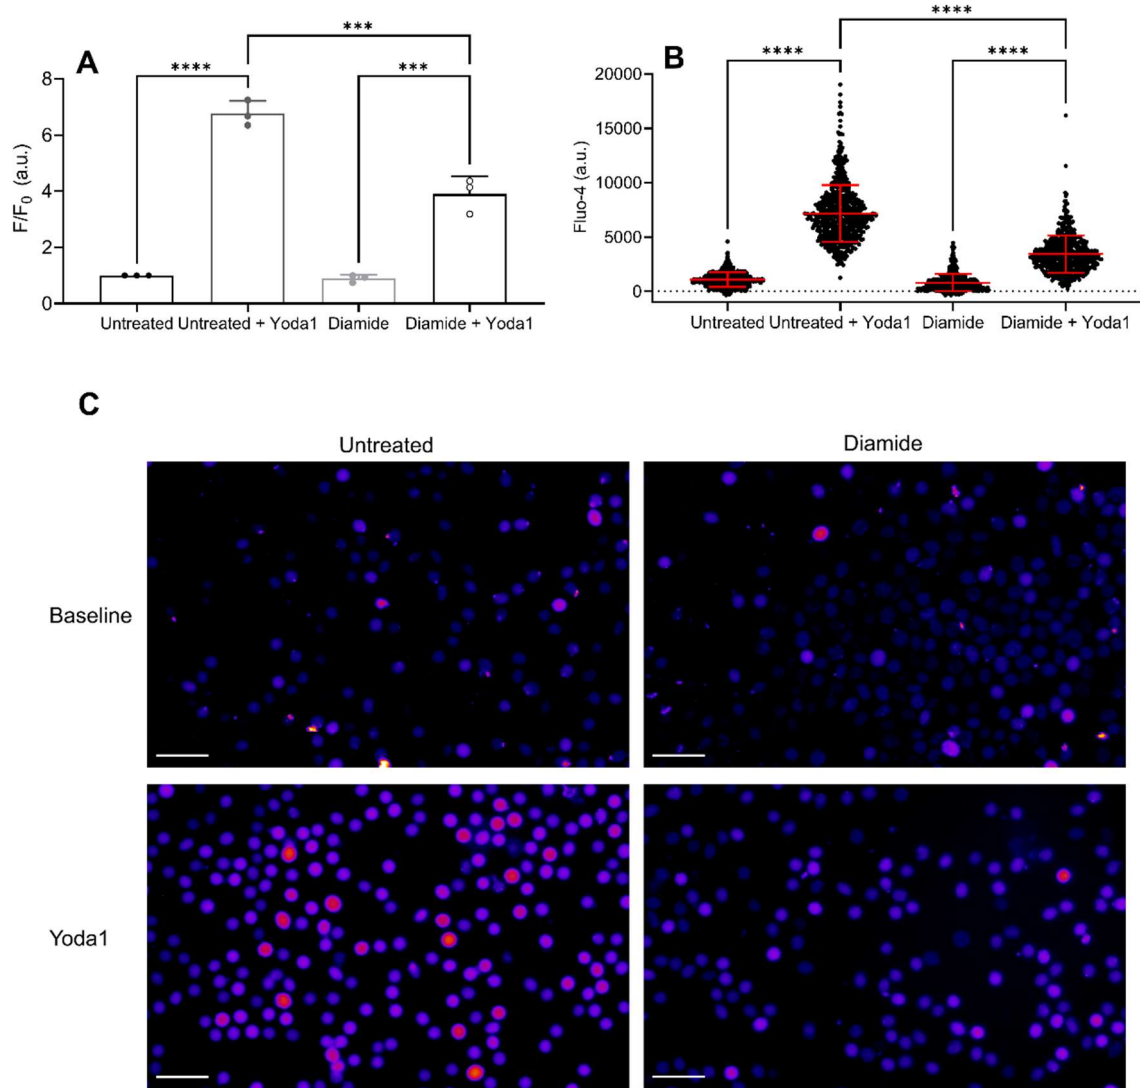 A
***
****
***
8
6
4
2
0
F/F₀ (a.u.)
Untreated Untreated + Yoda1 Diamide Diamide + Yoda1
B
****
****
****
20000
15000
10000
5000
0
Fluo-4 (a.u.)
Untreated Untreated + Yoda1 Diamide Diamide + Yoda1
C
Untreated Diamide
Baseline
Yoda1